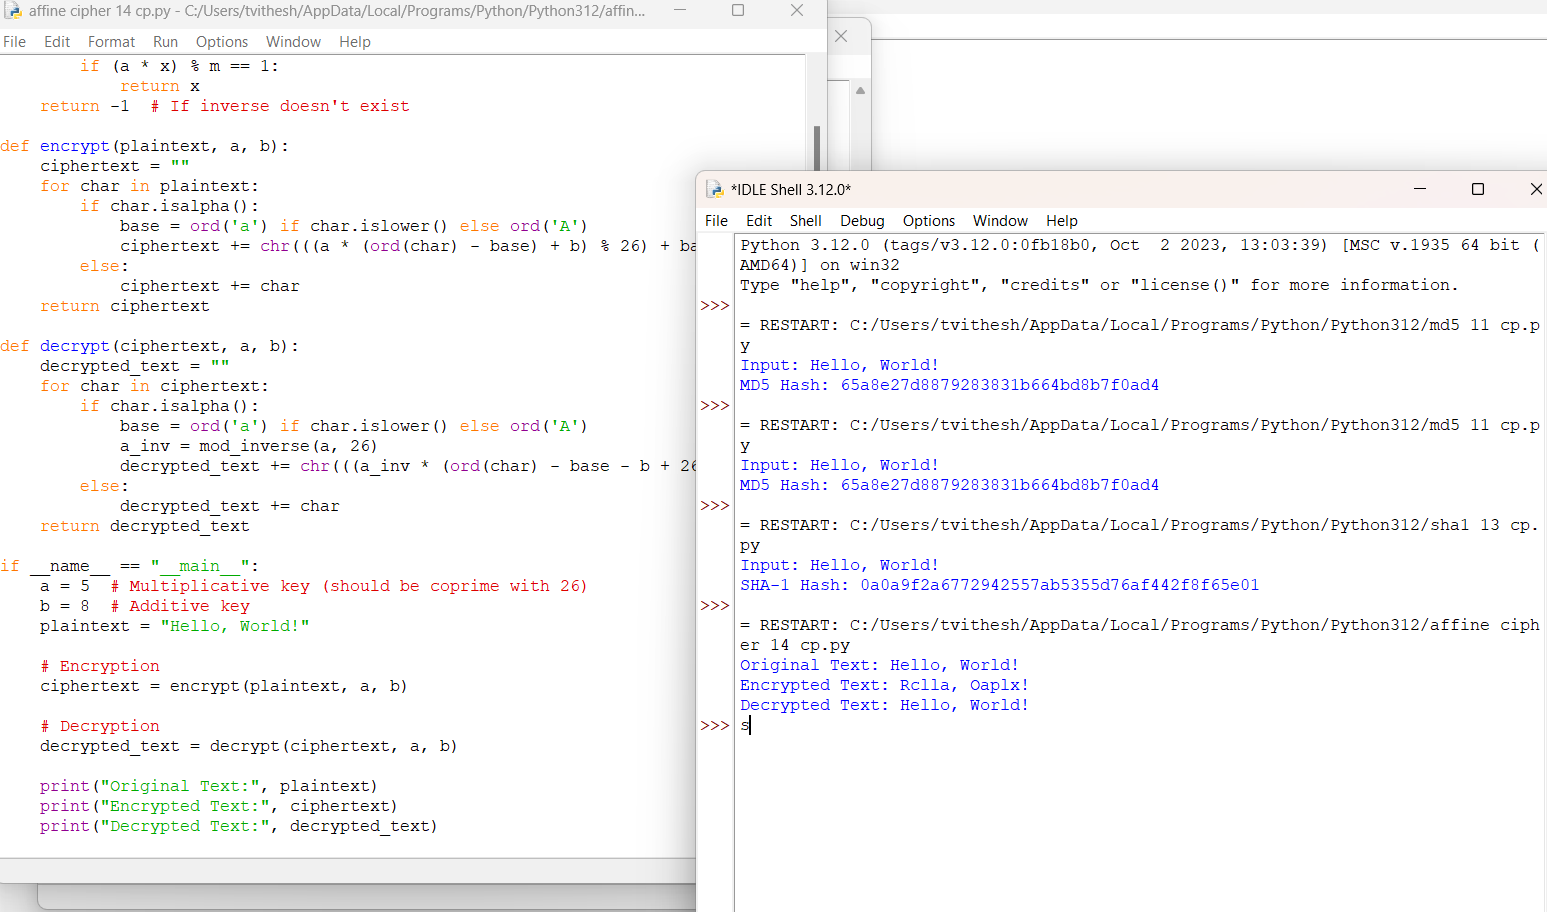 affine cipher 14 cp.py - C:/Users/tvithesh/AppData/Local/Programs/Python/Python312/affin...
File Edit Format Run Options Window Help
        if (a * x) % m == 1:
            return x
    return -1  # If inverse doesn't exist

def encrypt(plaintext, a, b):
    ciphertext = ""
    for char in plaintext:
        if char.isalpha():
            base = ord('a') if char.islower() else ord('A')
            ciphertext += chr(((a * (ord(char) - base) + b) % 26) + ba
        else:
            ciphertext += char
    return ciphertext

def decrypt(ciphertext, a, b):
    decrypted_text = ""
    for char in ciphertext:
        if char.isalpha():
            base = ord('a') if char.islower() else ord('A')
            a_inv = mod_inverse(a, 26)
            decrypted_text += chr(((a_inv * (ord(char) - base - b + 26
        else:
            decrypted_text += char
    return decrypted_text

if __name__ == "__main__":
    a = 5  # Multiplicative key (should be coprime with 26)
    b = 8  # Additive key
    plaintext = "Hello, World!"

    # Encryption
    ciphertext = encrypt(plaintext, a, b)

    # Decryption
    decrypted_text = decrypt(ciphertext, a, b)

    print("Original Text:", plaintext)
    print("Encrypted Text:", ciphertext)
    print("Decrypted Text:", decrypted_text)
*IDLE Shell 3.12.0*
File Edit Shell Debug Options Window Help
Python 3.12.0 (tags/v3.12.0:0fb18b0, Oct  2 2023, 13:03:39) [MSC v.1935 64 bit (
AMD64)] on win32
Type "help", "copyright", "credits" or "license()" for more information.
>>>
= RESTART: C:/Users/tvithesh/AppData/Local/Programs/Python/Python312/md5 11 cp.p
y
Input: Hello, World!
MD5 Hash: 65a8e27d8879283831b664bd8b7f0ad4
>>>
= RESTART: C:/Users/tvithesh/AppData/Local/Programs/Python/Python312/md5 11 cp.p
y
Input: Hello, World!
MD5 Hash: 65a8e27d8879283831b664bd8b7f0ad4
>>>
= RESTART: C:/Users/tvithesh/AppData/Local/Programs/Python/Python312/sha1 13 cp.
py
Input: Hello, World!
SHA-1 Hash: 0a0a9f2a6772942557ab5355d76af442f8f65e01
>>>
= RESTART: C:/Users/tvithesh/AppData/Local/Programs/Python/Python312/affine ciph
er 14 cp.py
Original Text: Hello, World!
Encrypted Text: Rclla, Oaplx!
Decrypted Text: Hello, World!
>>> s